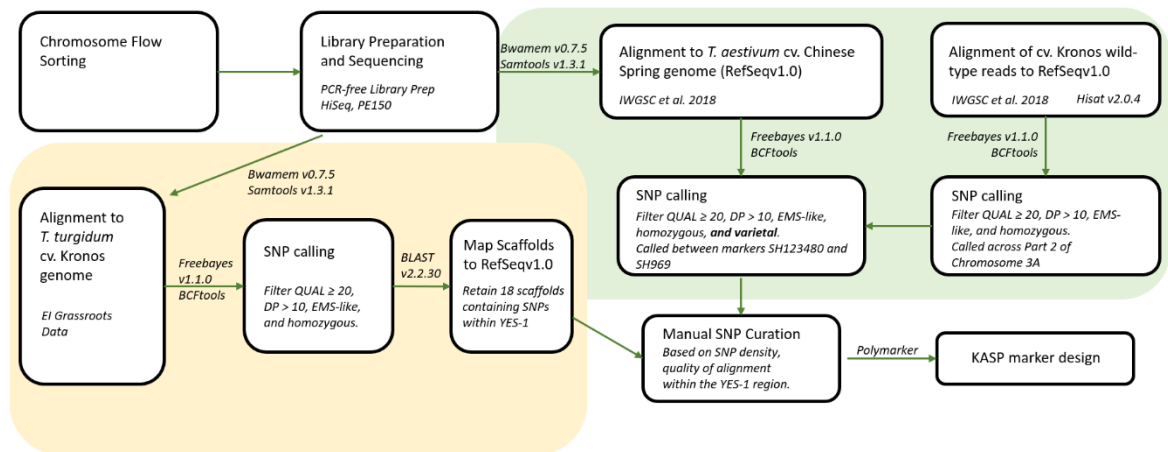 Chromosome Flow
Sorting
Library Preparation
and Sequencing
PCR-free Library Prep
HiSeq, PE150
Bwamem v0.7.5
Samtools v1.3.1
Alignment to T. aestivum cv. Chinese
Spring genome (RefSeqv1.0)
IWGSC et al. 2018
Alignment of cv. Kronos wild-
type reads to RefSeqv1.0
IWGSC et al. 2018 Hisat v2.0.4
Freebayes v1.1.0
BCFtools
Freebayes v1.1.0
BCFtools
Bwamem v0.7.5
Samtools v1.3.1
SNP calling
Filter QUAL ≥ 20, DP > 10, EMS-like,
homozygous, and varietal.
Called between markers SH123480 and
SH969
SNP calling
Filter QUAL ≥ 20, DP > 10, EMS-
like, and homozygous.
Called across Part 2 of
Chromosome 3A
Alignment to
T. turgidum
cv. Kronos
genome
EI Grassroots
Data
Freebayes
v1.1.0
BCFtools
SNP calling
Filter QUAL ≥ 20,
DP > 10, EMS-like,
and homozygous.
BLAST
v2.2.30
Map Scaffolds
to RefSeqv1.0
Retain 18 scaffolds
containing SNPs
within YES-1
Manual SNP Curation
Based on SNP density,
quality of alignment
within the YES-1 region.
Polymarker
KASP marker design